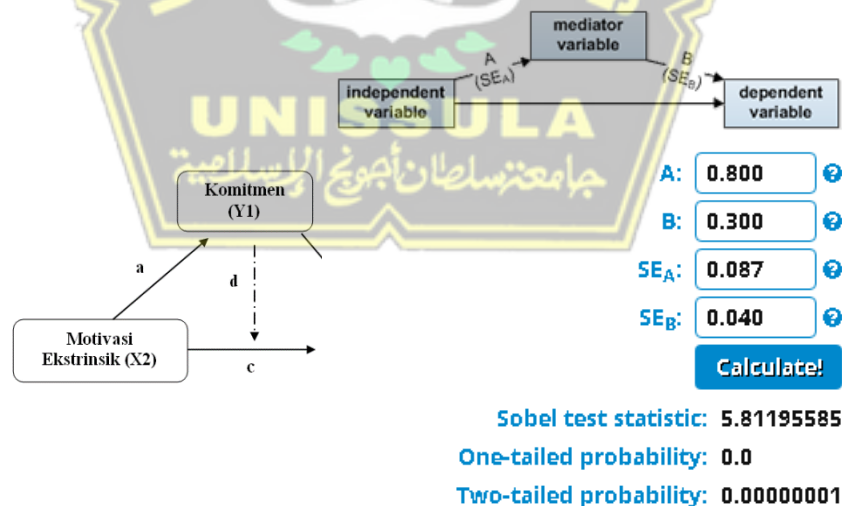 mediator
variable
A
(SEA)
B
(SEB)
independent
variable
dependent
variable
UNISSULA
جامعتنسلطان أجونج الإسلامية
Komitmen
(Y1)
a
d
Motivasi
Ekstrinsik (X2)
c
A: 0.800 ?
B: 0.300 ?
SEA: 0.087 ?
SEB: 0.040 ?
Calculate!
Sobel test statistic: 5.81195585
One-tailed probability: 0.0
Two-tailed probability: 0.00000001